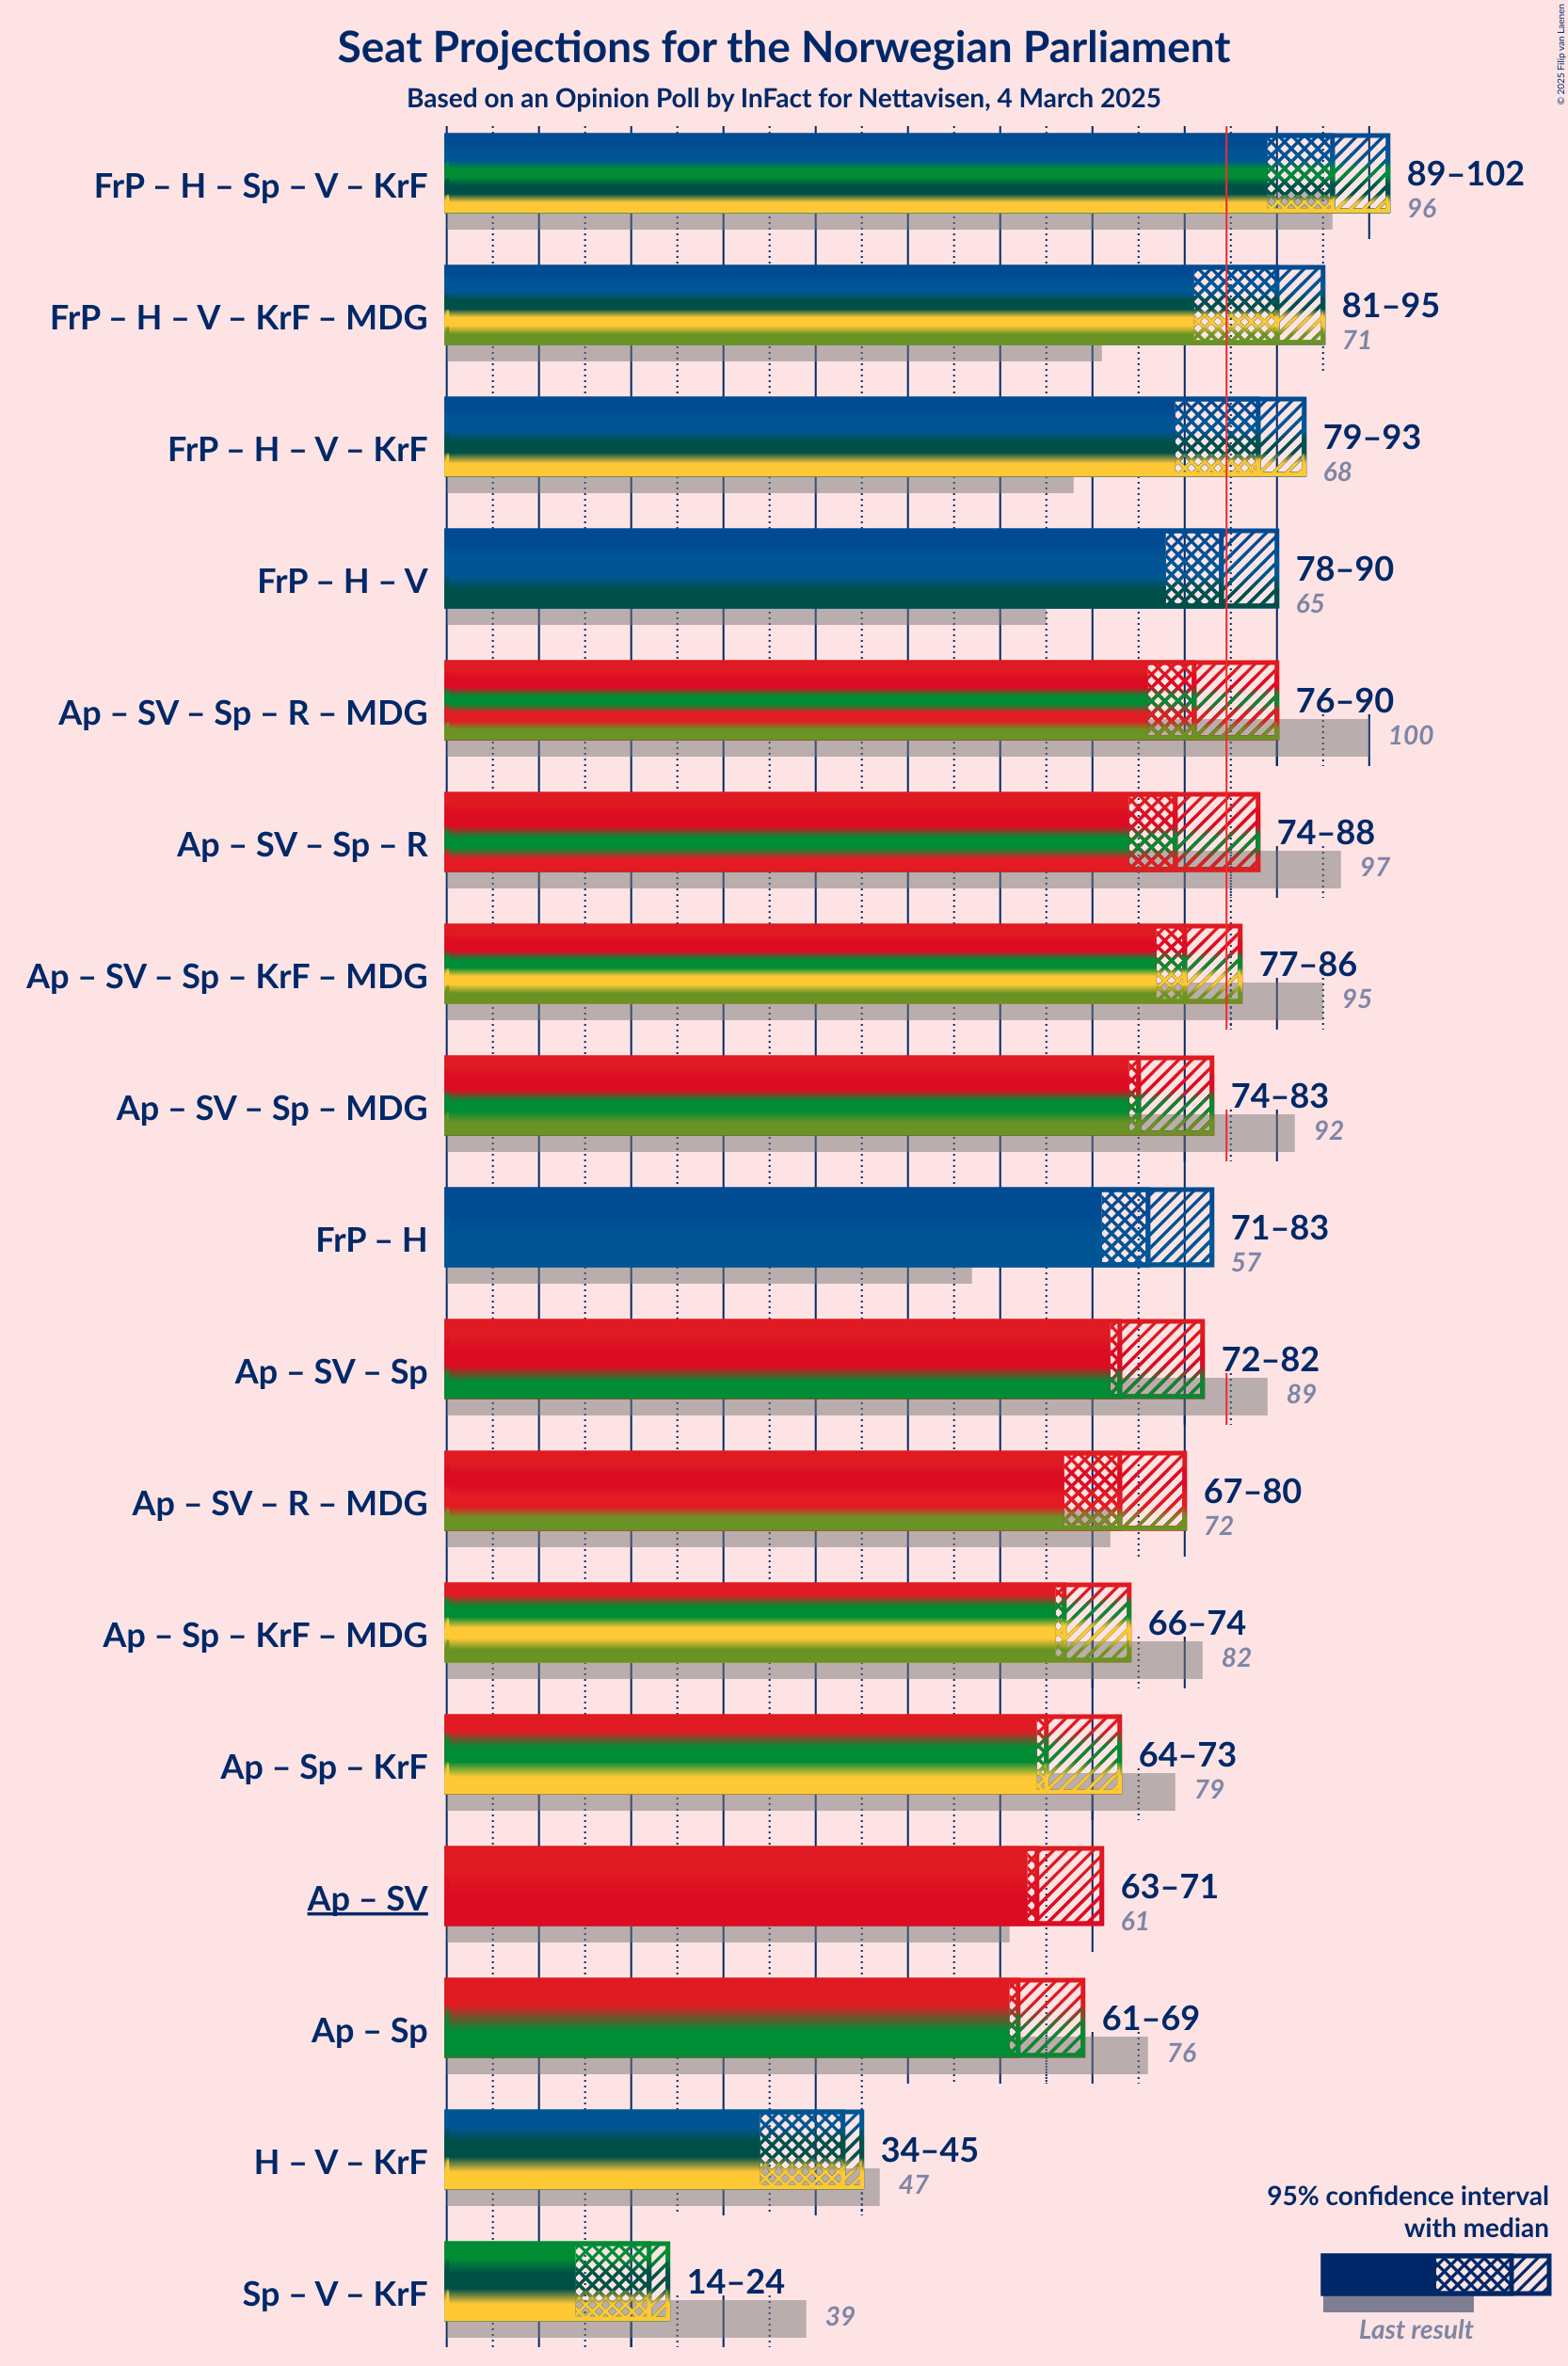 Seat Projections for the Norwegian Parliament
Based on an Opinion Poll by InFact for Nettavisen, 4 March 2025
© 2025 Filip van Laenen
FrP – H – Sp – V – KrF
89–102
96
FrP – H – V – KrF – MDG
81–95
71
FrP – H – V – KrF
79–93
68
FrP – H – V
78–90
65
Ap – SV – Sp – R – MDG
76–90
100
Ap – SV – Sp – R
74–88
97
Ap – SV – Sp – KrF – MDG
77–86
95
Ap – SV – Sp – MDG
74–83
92
FrP – H
71–83
57
Ap – SV – Sp
72–82
89
Ap – SV – R – MDG
67–80
72
Ap – Sp – KrF – MDG
66–74
82
Ap – Sp – KrF
64–73
79
Ap – SV
63–71
61
Ap – Sp
61–69
76
H – V – KrF
34–45
47
Sp – V – KrF
14–24
39
95% confidence interval
with median
Last result